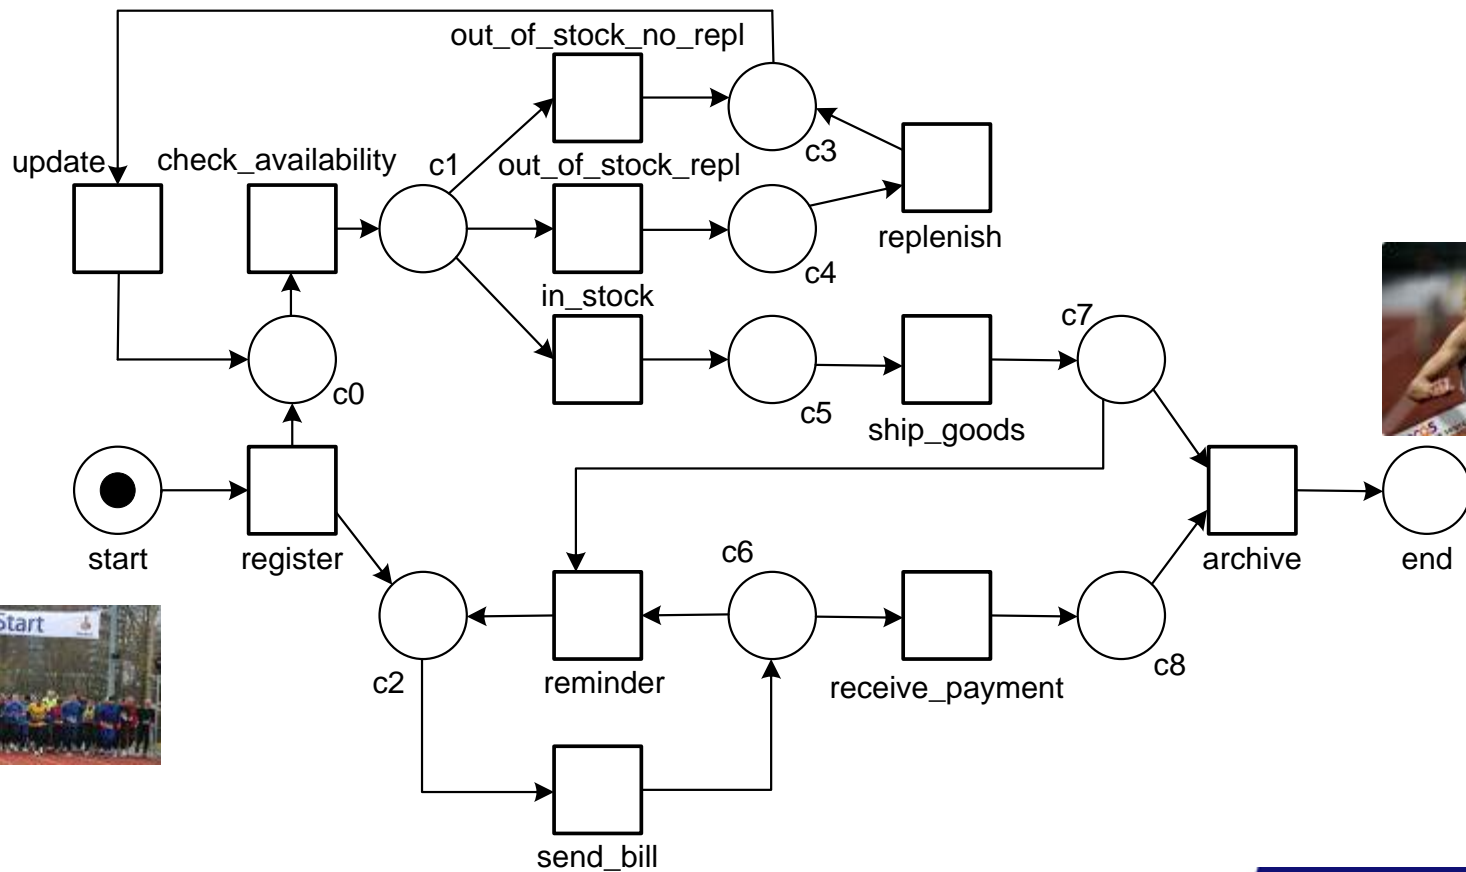 out_of_stock_no_repl
c3
update
check_availability
c1
out_of_stock_repl
replenish
c4
in_stock
c7
c0
c5
ship_goods
start
register
c6
archive
end
Start
c2
reminder
receive_payment
c8
send_bill